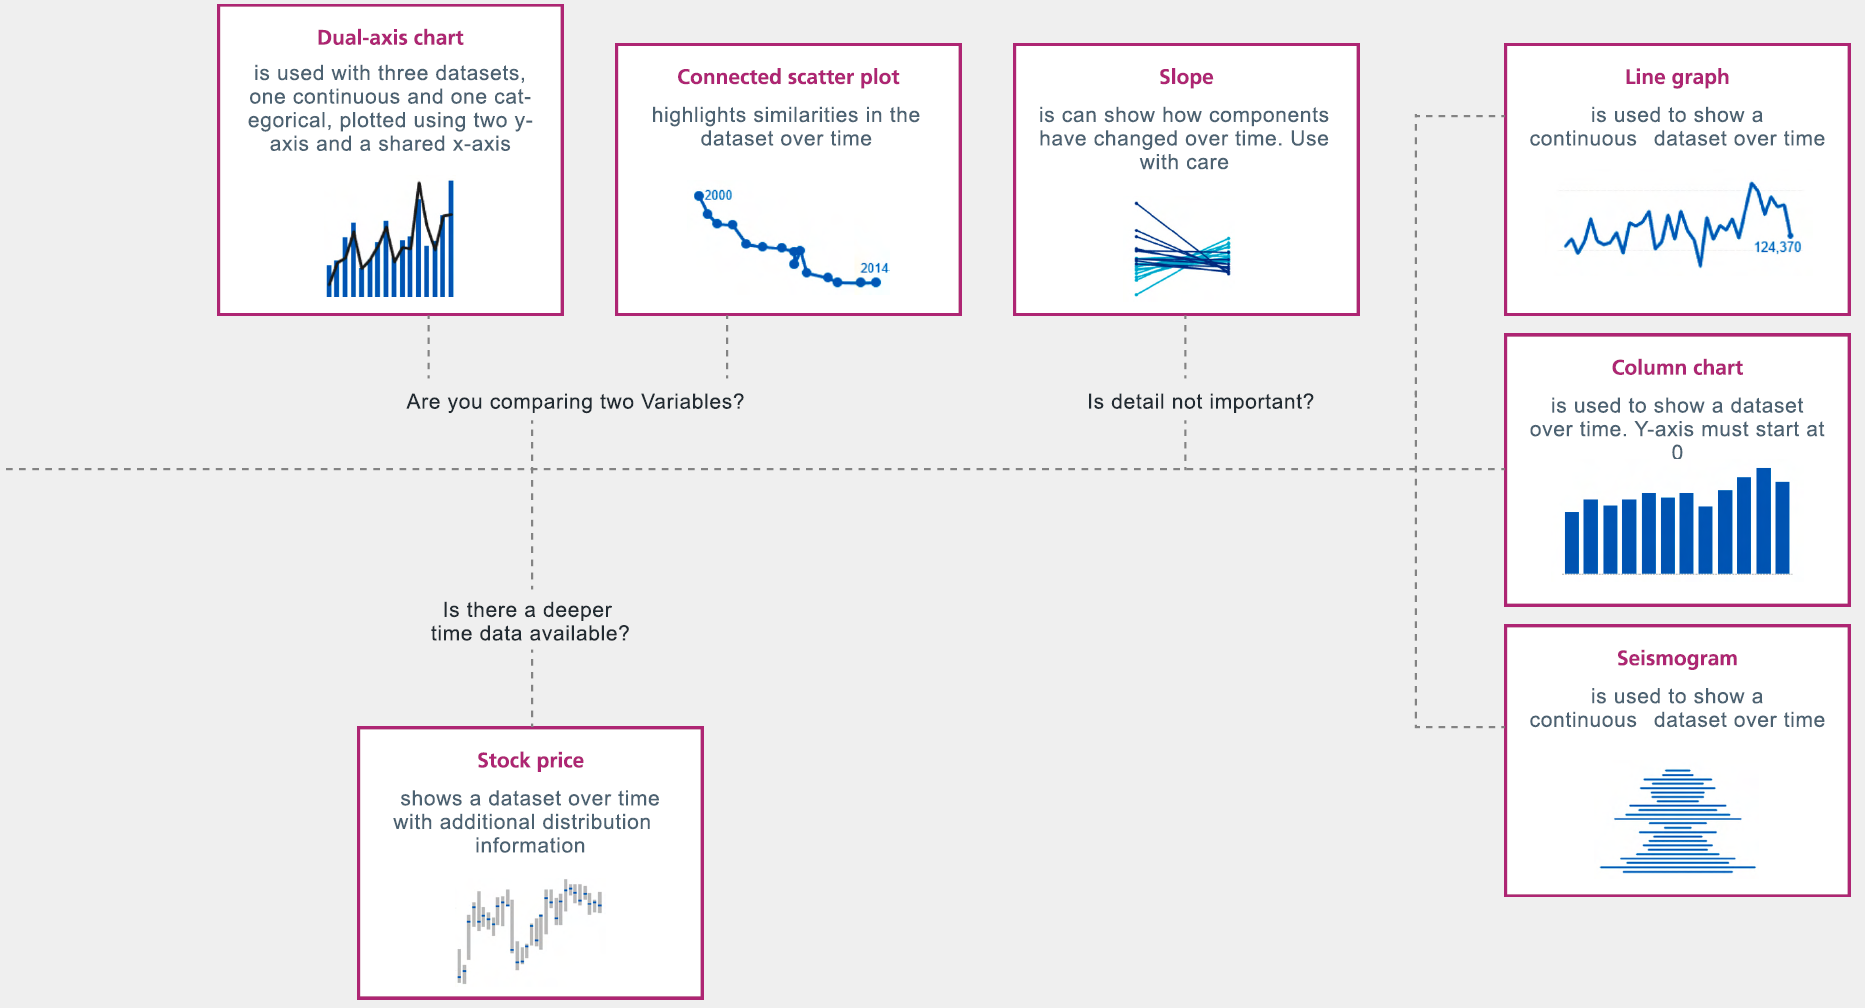 Dual-axis chart
is used with three datasets,
one continuous and one cat-
egorical, plotted using two y-
axis and a shared x-axis
Connected scatter plot
highlights similarities in the
dataset over time
2000
2014
Slope
is can show how components
have changed over time. Use
with care
Line graph
is used to show a
continuous dataset over time
124,370
Are you comparing two Variables?
Is detail not important?
Column chart
is used to show a dataset
over time. Y-axis must start at
0
Is there a deeper
time data available?
Seismogram
is used to show a
continuous dataset over time
Stock price
shows a dataset over time
with additional distribution
information